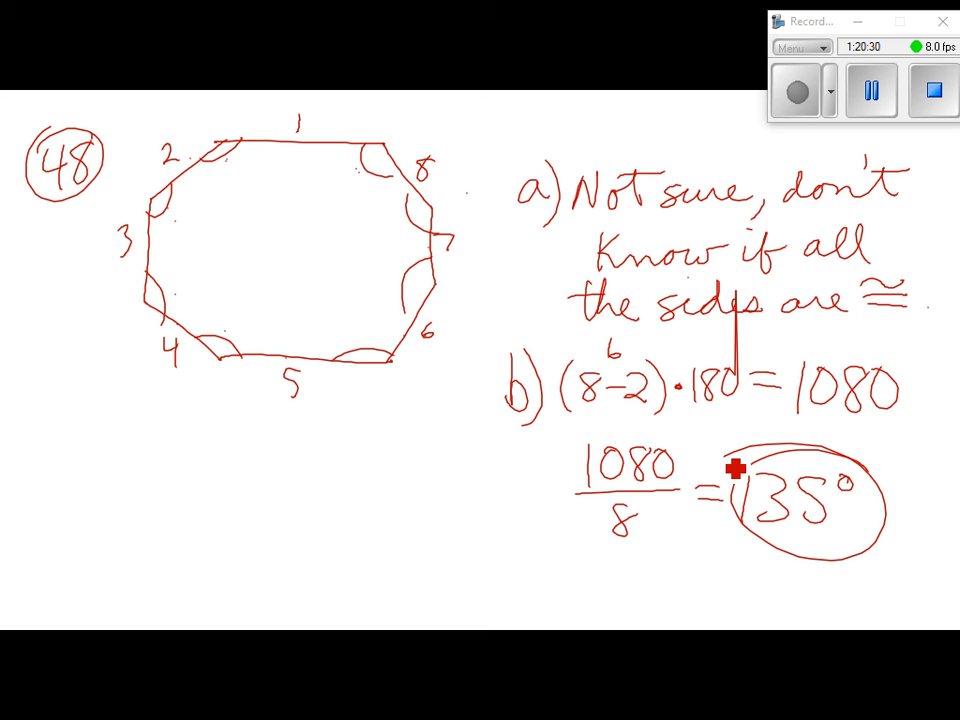 Record...
Menu
1:20:30
8.0 fps
48
1
2
8
3
7
4
6
5
a) Not sure, don't
know if all
the sides are ≅
6
b) (8-2)·180 = 1080
1080
8
= 135°